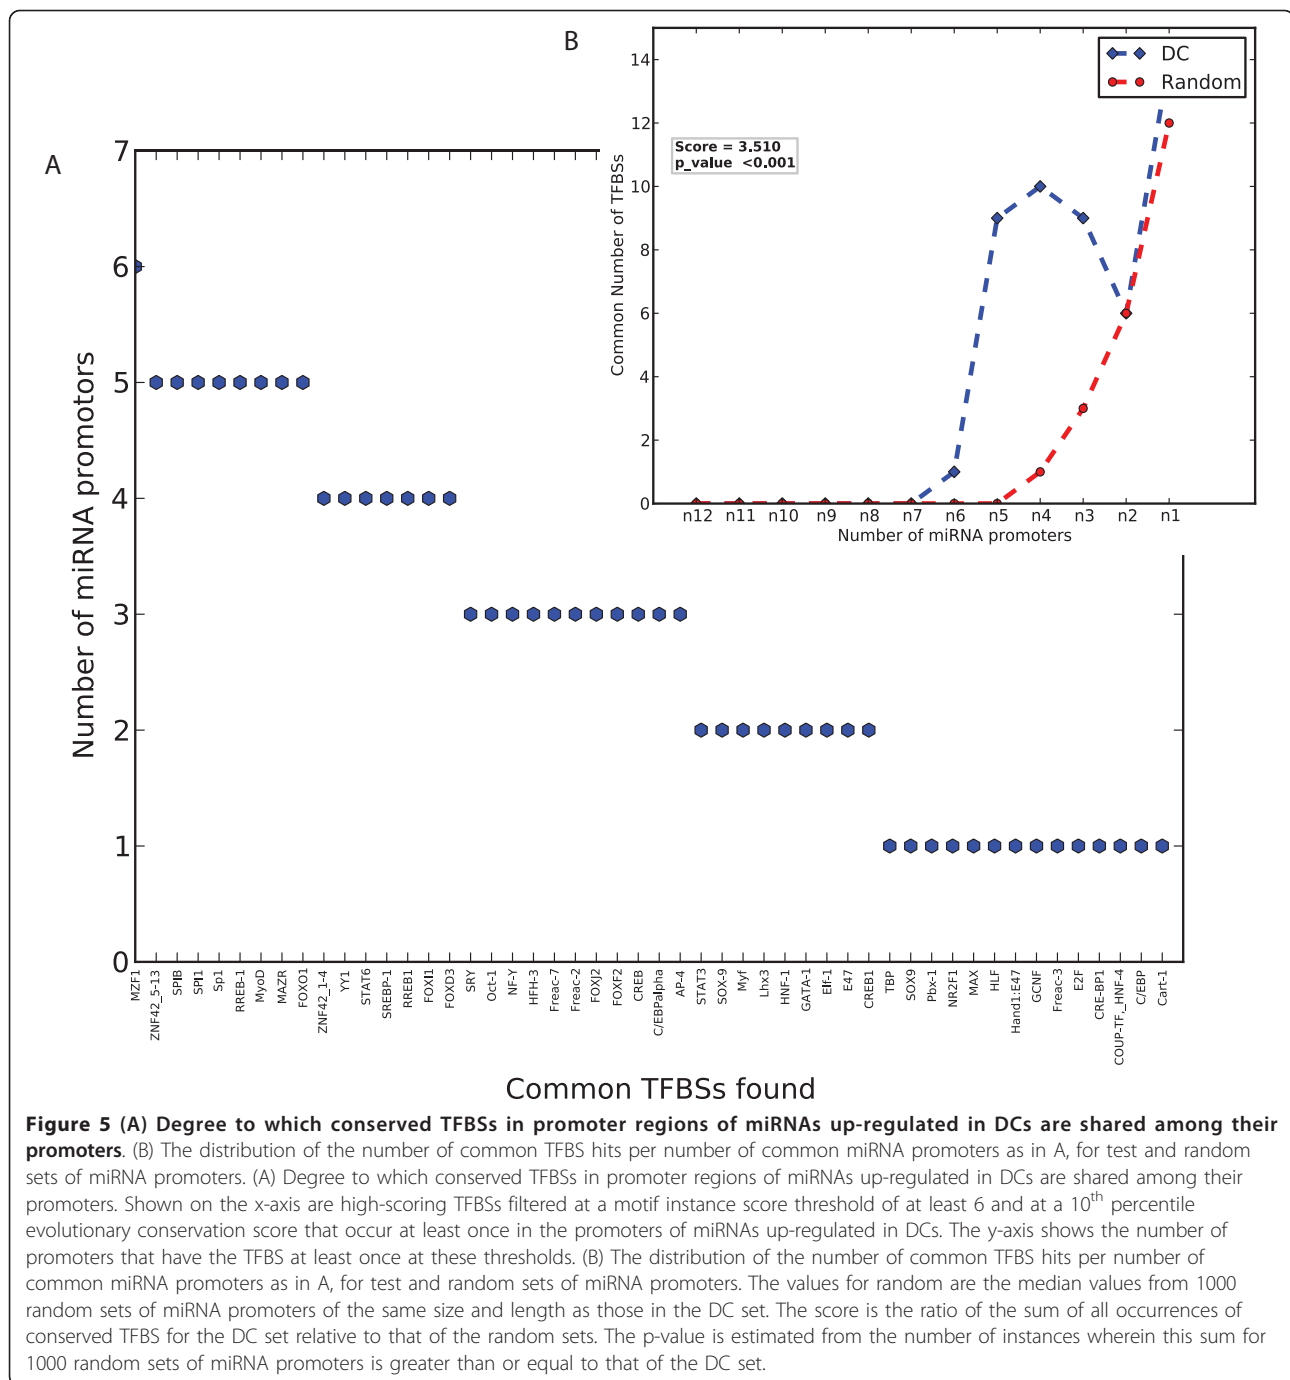 B
14
12
10
8
6
4
2
0
Common Number of TFBSs
DC
Random
Score = 3.510
p_value <0.001
n12 n11 n10 n9 n8 n7 n6 n5 n4 n3 n2 n1
Number of miRNA promoters
A
7
6
5
4
3
2
1
0
Number of miRNA promotors
MZF1
ZNF42_5-13
SPIB
SPI1
Sp1
RREB-1
MyoD
MAZR
FOXO1
ZNF42_1-4
YY1
STAT6
SREBP-1
RREB1
FOXI1
FOXD3
SRY
Oct-1
NF-Y
HFH-3
Freac-7
Freac-2
FOXJ2
FOXF2
CREB
C/EBPalpha
AP-4
STAT3
SOX-9
Myf
Lhx3
HNF-1
GATA-1
Elf-1
E47
CREB1
TBP
SOX9
Pbx-1
NR2F1
MAX
HLF
Hand1:E47
GCNF
Freac-3
E2F
CRE-BP1
COUP-TF,_HNF-4
C/EBP
Cart-1
Common TFBSs found
Figure 5 (A) Degree to which conserved TFBSs in promoter regions of miRNAs up-regulated in DCs are shared among their
promoters. (B) The distribution of the number of common TFBS hits per number of common miRNA promoters as in A, for test and random
sets of miRNA promoters. (A) Degree to which conserved TFBSs in promoter regions of miRNAs up-regulated in DCs are shared among their
promoters. Shown on the x-axis are high-scoring TFBSs filtered at a motif instance score threshold of at least 6 and at a 10th percentile
evolutionary conservation score that occur at least once in the promoters of miRNAs up-regulated in DCs. The y-axis shows the number of
promoters that have the TFBS at least once at these thresholds. (B) The distribution of the number of common TFBS hits per number of
common miRNA promoters as in A, for test and random sets of miRNA promoters. The values for random are the median values from 1000
random sets of miRNA promoters of the same size and length as those in the DC set. The score is the ratio of the sum of all occurrences of
conserved TFBS for the DC set relative to that of the random sets. The p-value is estimated from the number of instances wherein this sum for
1000 random sets of miRNA promoters is greater than or equal to that of the DC set.